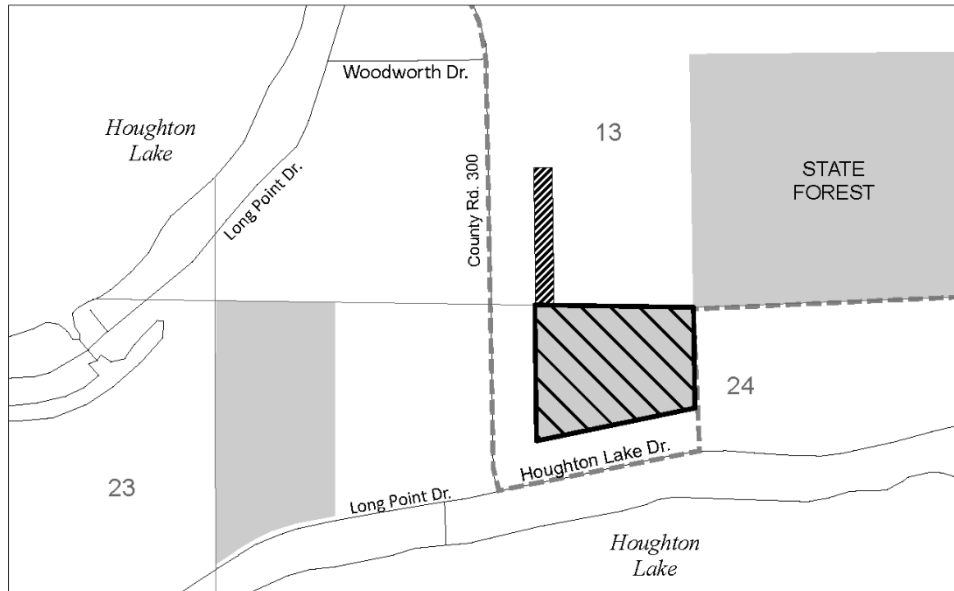 Woodworth Dr.
Houghton
Lake
13
STATE
FOREST
Long Point Dr.
County Rd. 300
24
Houghton Lake Dr.
23
Long Point Dr.
Houghton
Lake